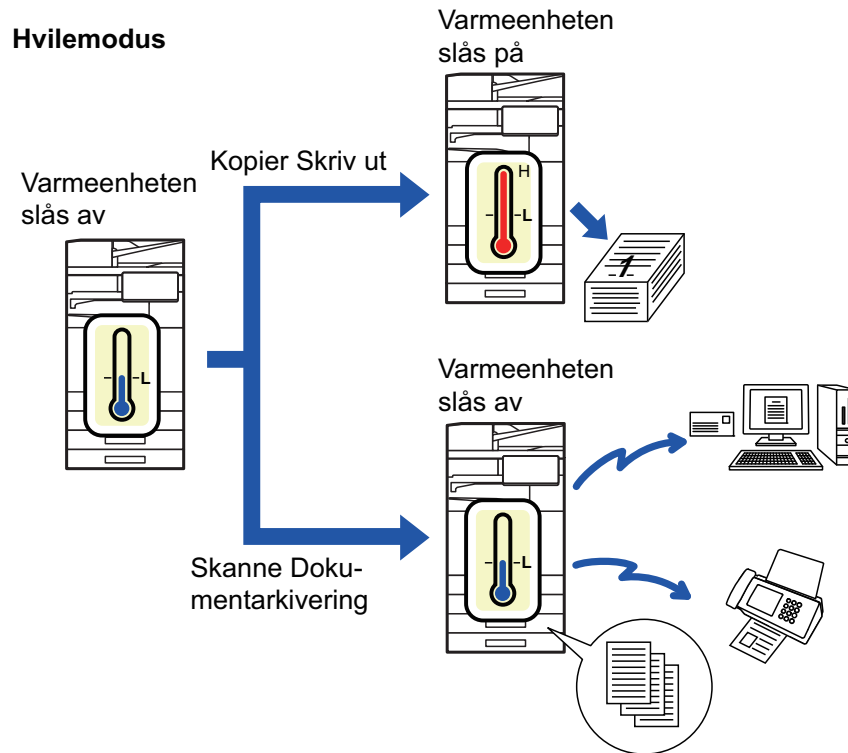 Hvilemodus
Varmeenheten
slås på
Kopier Skriv ut
H
L
1
Varmeenheten
slås av
L
Varmeenheten
slås av
L
Skanne Doku-
mentarkivering